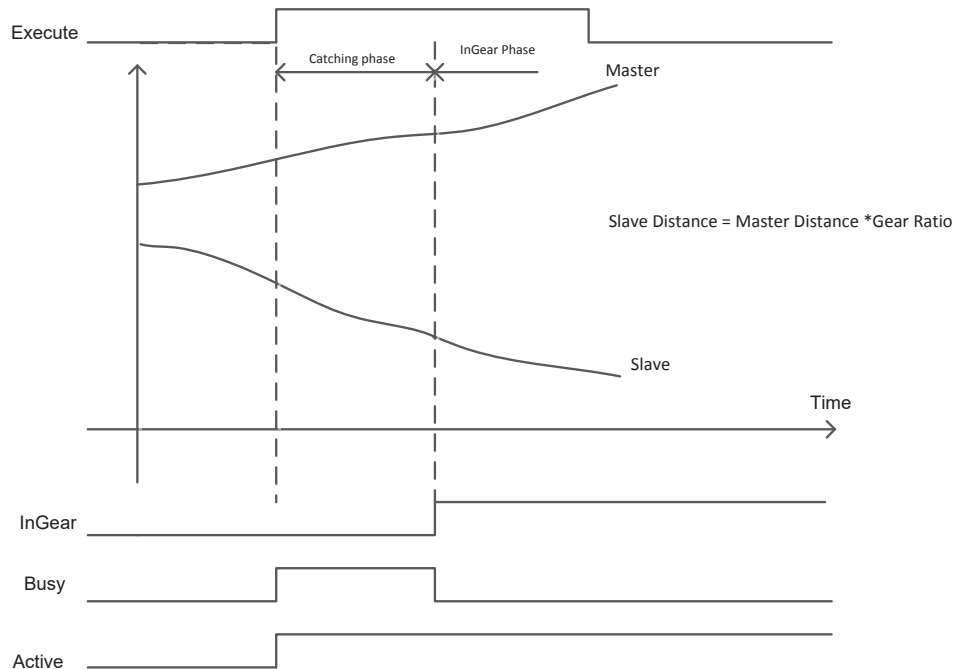 Execute
Catching phase
InGear Phase
Master
Slave Distance = Master Distance *Gear Ratio
Slave
Time
InGear
Busy
Active